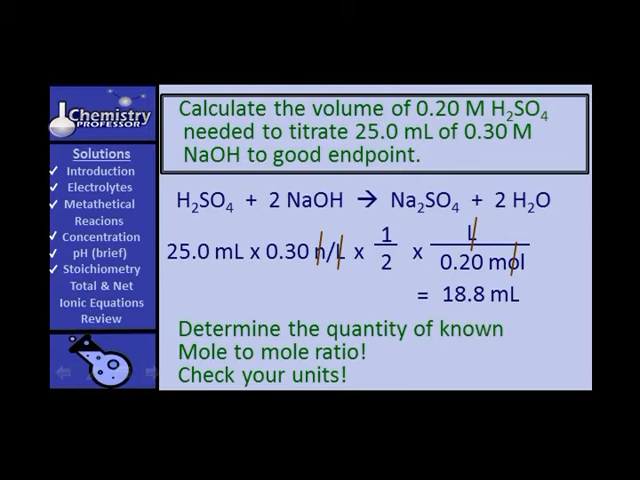 Chemistry
PROFESSOR
Solutions
✓ Introduction
✓ Electrolytes
✓ Metathetical
Reacions
✓ Concentration
✓ pH (brief)
✓ Stoichiometry
Total & Net
Ionic Equations
Review
Calculate the volume of 0.20 M H₂SO₄
needed to titrate 25.0 mL of 0.30 M
NaOH to good endpoint.
H₂SO₄ + 2 NaOH → Na₂SO₄ + 2 H₂O
25.0 mL x 0.30 n/L x 1/2 x L/0.20 mol
= 18.8 mL
Determine the quantity of known
Mole to mole ratio!
Check your units!